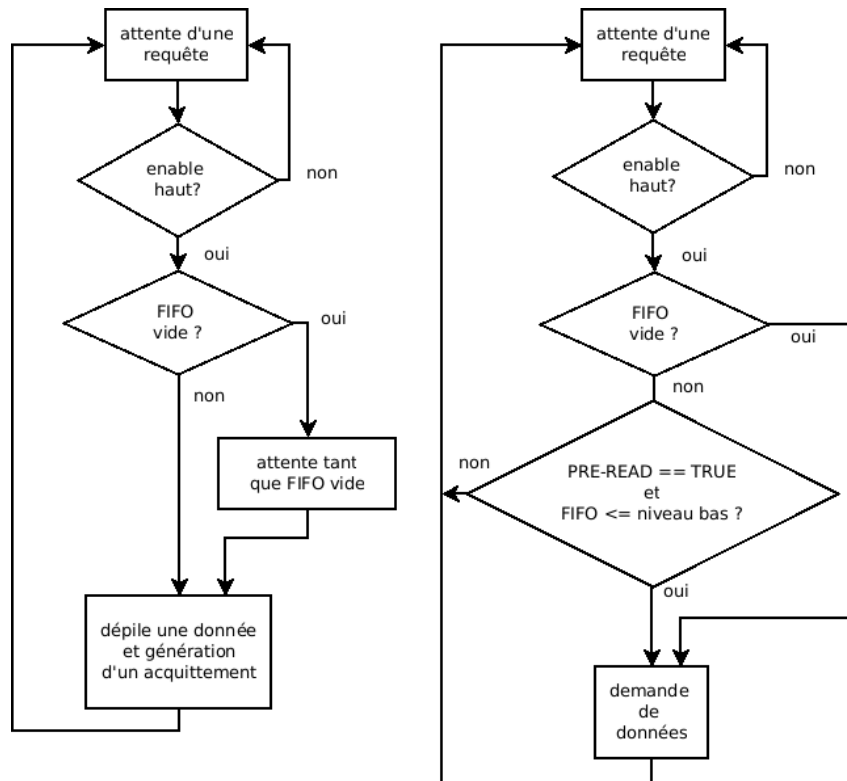 attente d'une
requête
enable
haut?
non
oui
FIFO
vide ?
oui
non
attente tant
que FIFO vide
dépile une donnée
et génération
d'un acquittement
attente d'une
requête
enable
haut?
non
oui
FIFO
vide ?
oui
non
non
PRE-READ == TRUE
et
FIFO <= niveau bas ?
oui
demande
de
données